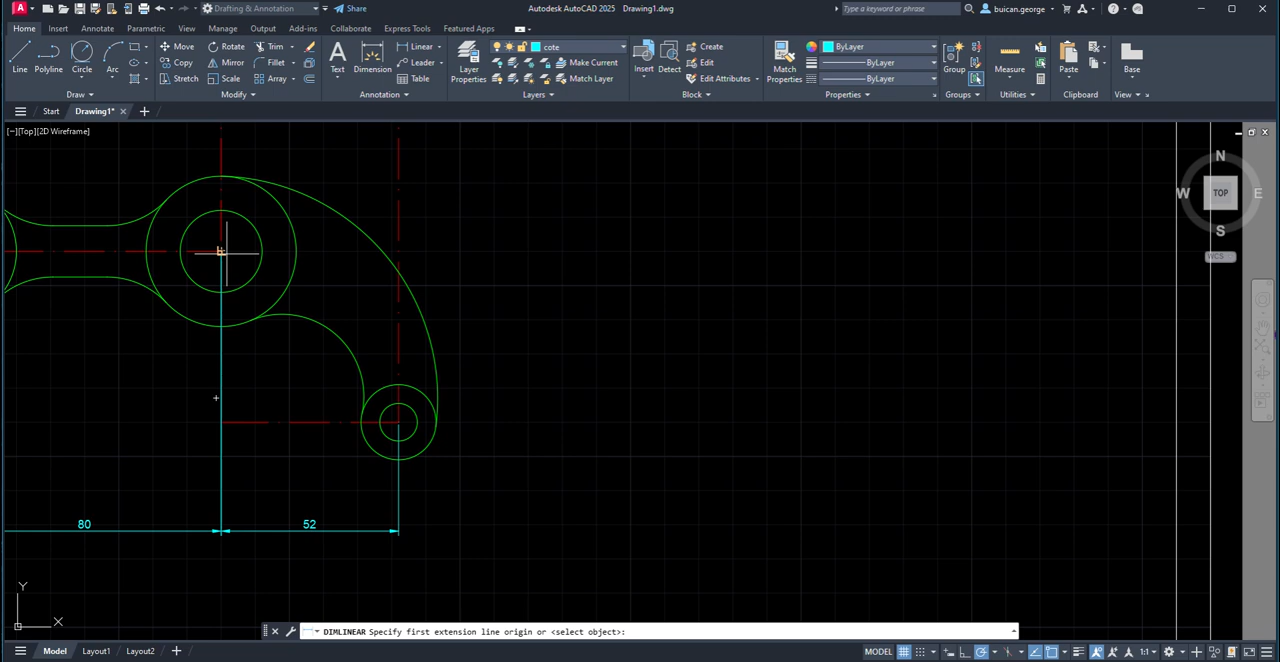 A Drafting & Annotation Share Autodesk AutoCAD 2025 Drawing1.dwg Type a keyword or phrase buican.george
Home Insert Annotate Parametric View Manage Output Add-ins Collaborate Express Tools Featured Apps
Line Polyline Circle Arc Move Rotate Trim Text Dimension Linear Layer Properties cote Insert Detect Create Match Properties ByLayer Group Measure Paste Base
Copy Mirror Fillet Leader Make Current Edit ByLayer
Stretch Scale Array Table Match Layer Edit Attributes ByLayer
Draw Modify Annotation Layers Block Properties Groups Utilities Clipboard View
Start Drawing1*
[−][Top][2D Wireframe]
N
W TOP E
S
WCS
80 52
Y
X
DIMLINEAR Specify first extension line origin or <select object>:
Model Layout1 Layout2 MODEL 1:1